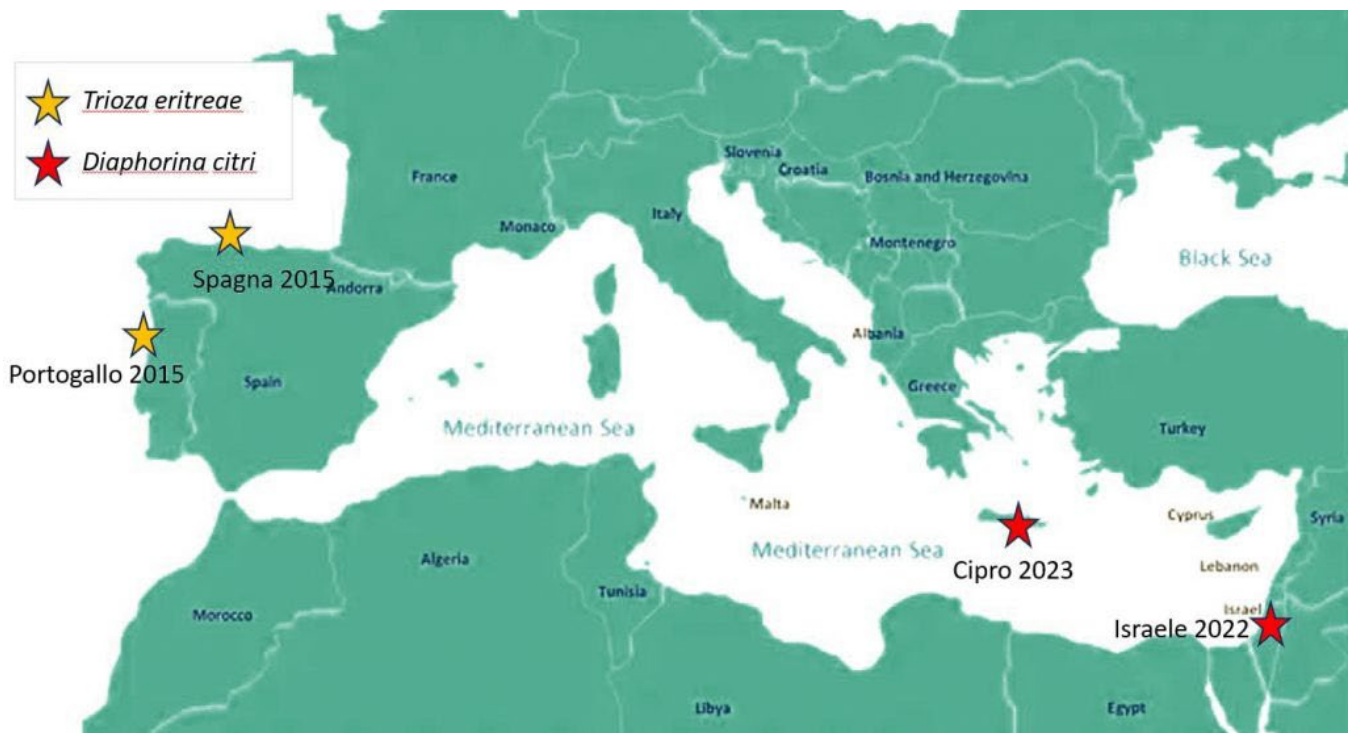 Trioza eritreae
Diaphorina citri
Slovenia
Croatia
France
Bosnia and Herzegovina
Italy
Monaco
Montenegro
Black Sea
Spagna 2015
Andorra
Albania
Portogallo 2015
Spain
Greece
Mediterranean Sea
Turkey
Malta
Cyprus
Syria
Mediterranean Sea
Algeria
Cipro 2023
Lebanon
Tunisia
Morocco
Israel
Israele 2022
Libya
Egypt